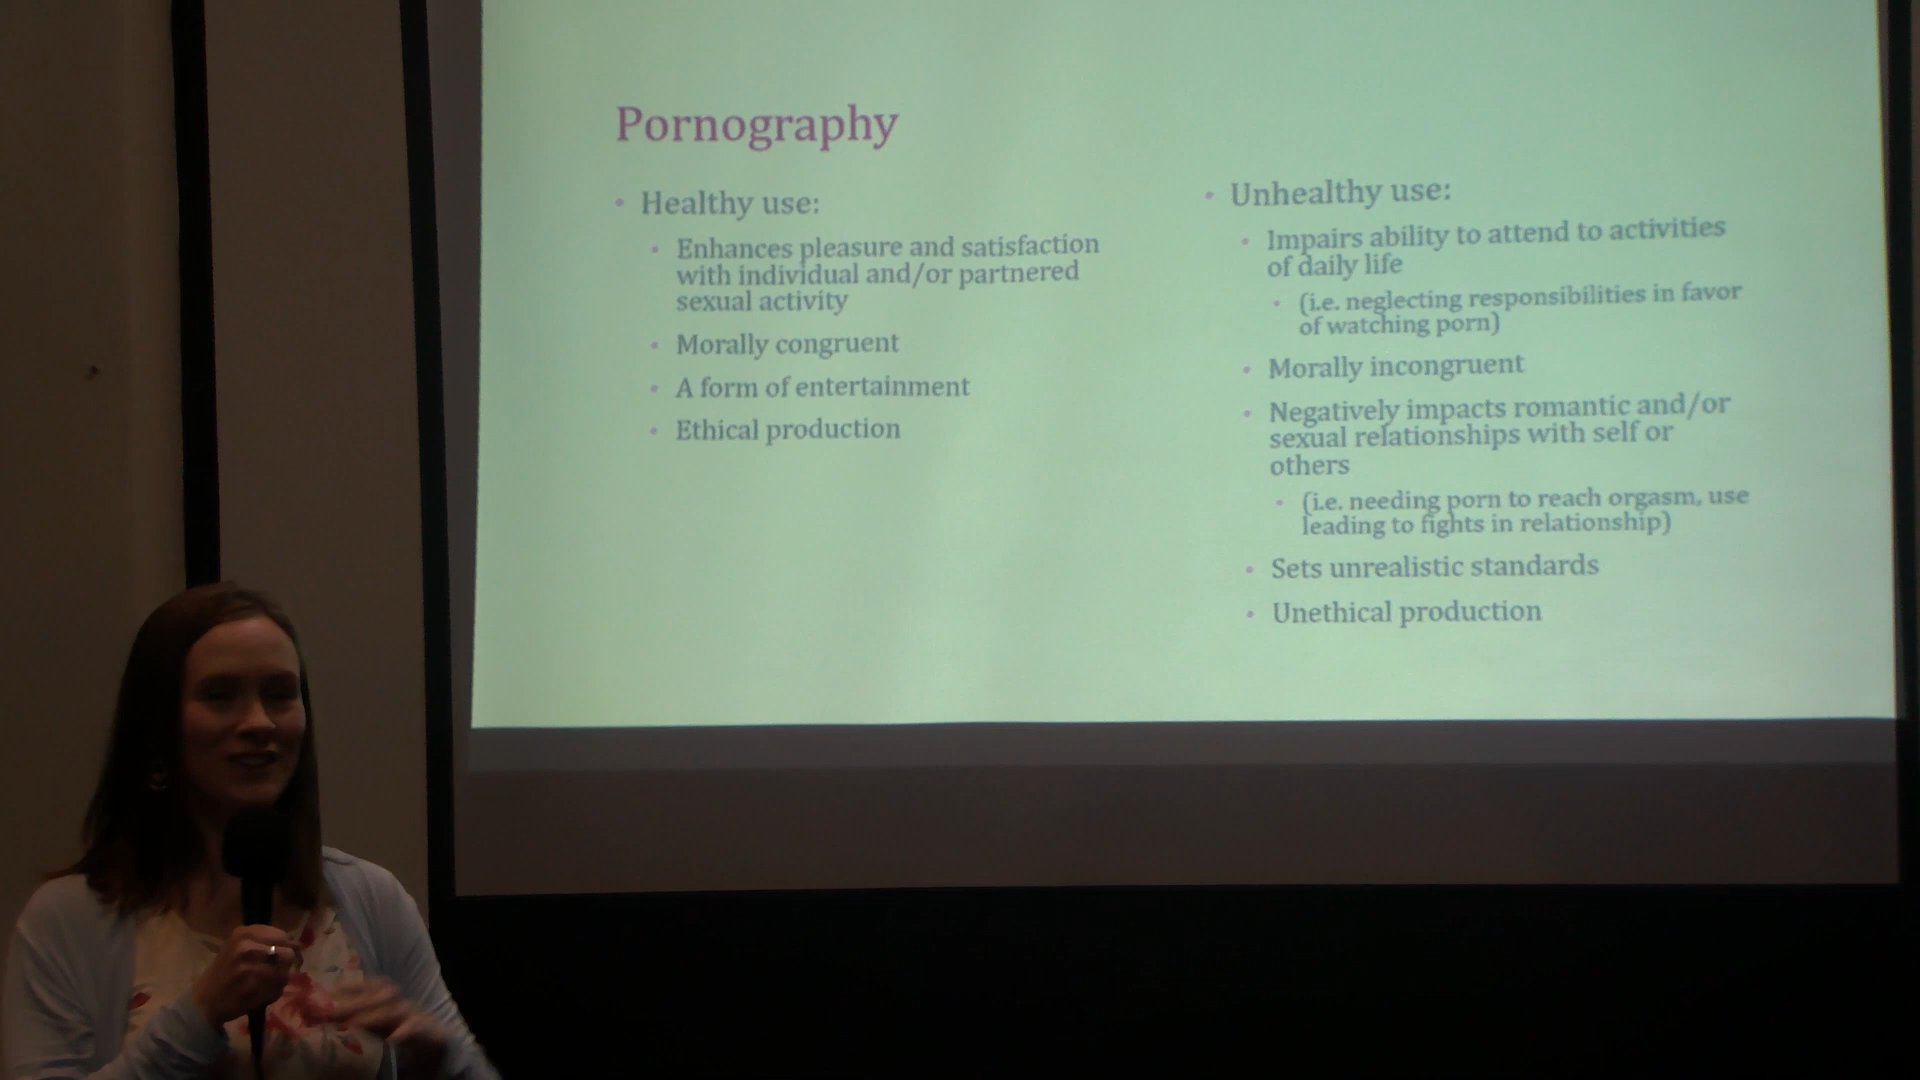 Pornography
• Healthy use:
• Enhances pleasure and satisfaction
with individual and/or partnered
sexual activity
• Morally congruent
• A form of entertainment
• Ethical production
• Unhealthy use:
• Impairs ability to attend to activities
of daily life
• (i.e. neglecting responsibilities in favor
of watching porn)
• Morally incongruent
• Negatively impacts romantic and/or
sexual relationships with self or
others
• (i.e. needing porn to reach orgasm, use
leading to fights in relationship)
• Sets unrealistic standards
• Unethical production